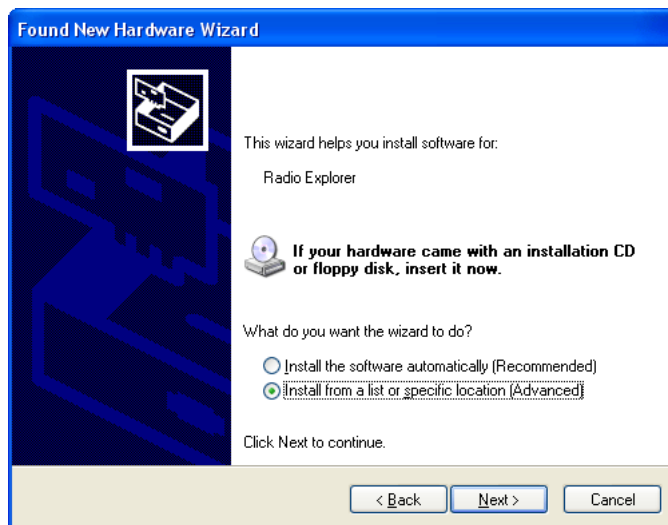 Found New Hardware Wizard
This wizard helps you install software for:
Radio Explorer
If your hardware came with an installation CD
or floppy disk, insert it now.
What do you want the wizard to do?
Install the software automatically (Recommended)
Install from a list or specific location (Advanced)
Click Next to continue.
< Back Next > Cancel